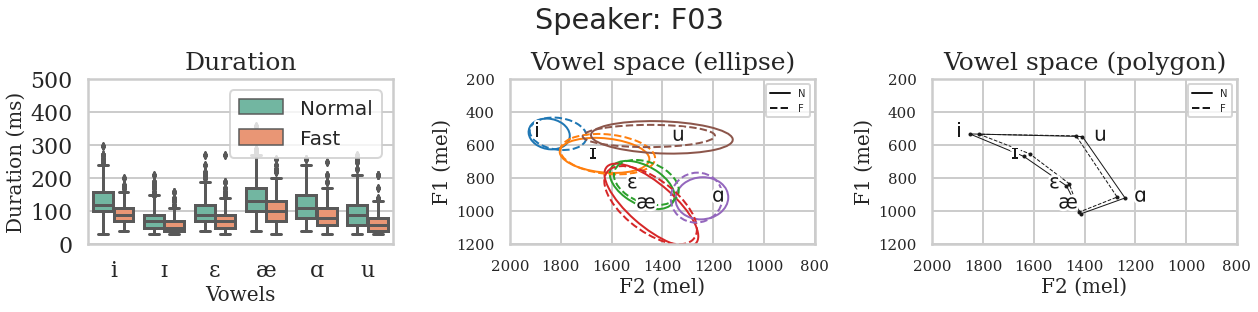 Speaker: F03
Duration
500
400
300
200
100
0
Duration (ms)
Normal
Fast
i ɪ ɛ æ ɑ u
Vowels
Vowel space (ellipse)
200
400
600
800
1000
1200
F1 (mel)
N
F
i
u
ɪ
ɛ
æ
ɑ
2000 1800 1600 1400 1200 1000 800
F2 (mel)
Vowel space (polygon)
200
400
600
800
1000
1200
F1 (mel)
N
F
i
u
ɪ
ɛ
æ
ɑ
2000 1800 1600 1400 1200 1000 800
F2 (mel)